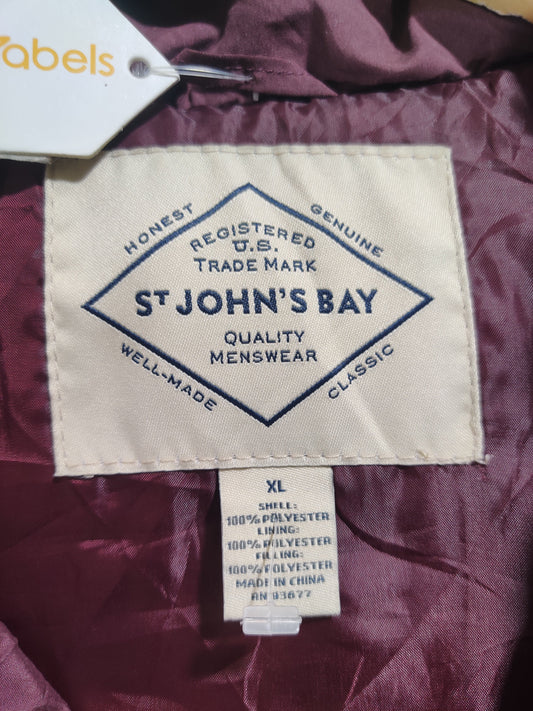 abels
HONEST
GENUINE
REGISTERED
U.S.
TRADE MARK
ST JOHN'S BAY
QUALITY
MENSWEAR
WELL-MADE
CLASSIC
XL
SHELL:
100% POLYESTER
LINING:
100% POLYESTER
FILLING:
100% POLYESTER
MADE IN CHINA
RN 93677